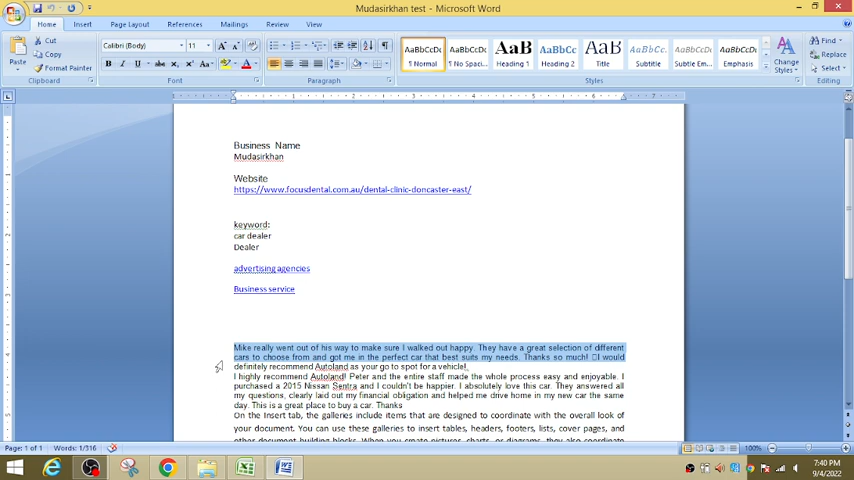 Mudasirkhan test - Microsoft Word
Home Insert Page Layout References Mailings Review View
Cut
Copy
Format Painter
Paste
Calibri (Body) 11
B I U abc x₂ x² Aa
AaBbCcDc AaBbCcDc AaBb( AaBbCc AaBl AaBbCc AaBbCcDc AaBbCcDc
¶ Normal ¶ No Spaci... Heading 1 Heading 2 Title Subtitle Subtle Em... Emphasis
Change
Styles
Find
Replace
Select
Clipboard Font Paragraph Styles Editing
Business Name
Mudasirkhan
Website
https://www.focusdental.com.au/dental-clinic-doncaster-east/
keyword:
car dealer
Dealer
advertising agencies
Business service
Mike really went out of his way to make sure I walked out happy. They have a great selection of different
cars to choose from and got me in the perfect car that best suits my needs. Thanks so much! I would
definitely recommend Autoland as your go to spot for a vehicle!.
I highly recommend Autoland! Peter and the entire staff made the whole process easy and enjoyable. I
purchased a 2015 Nissan Sentra and I couldn't be happier. I absolutely love this car. They answered all
my questions, clearly laid out my financial obligation and helped me drive home in my new car the same
day. This is a great place to buy a car. Thanks
On the Insert tab, the galleries include items that are designed to coordinate with the overall look of
your document. You can use these galleries to insert tables, headers, footers, lists, cover pages, and
other document building blocks. When you create pictures, charts, or diagrams, they also coordinate
Page: 1 of 1 Words: 1/316 100%
7:40 PM
9/4/2022